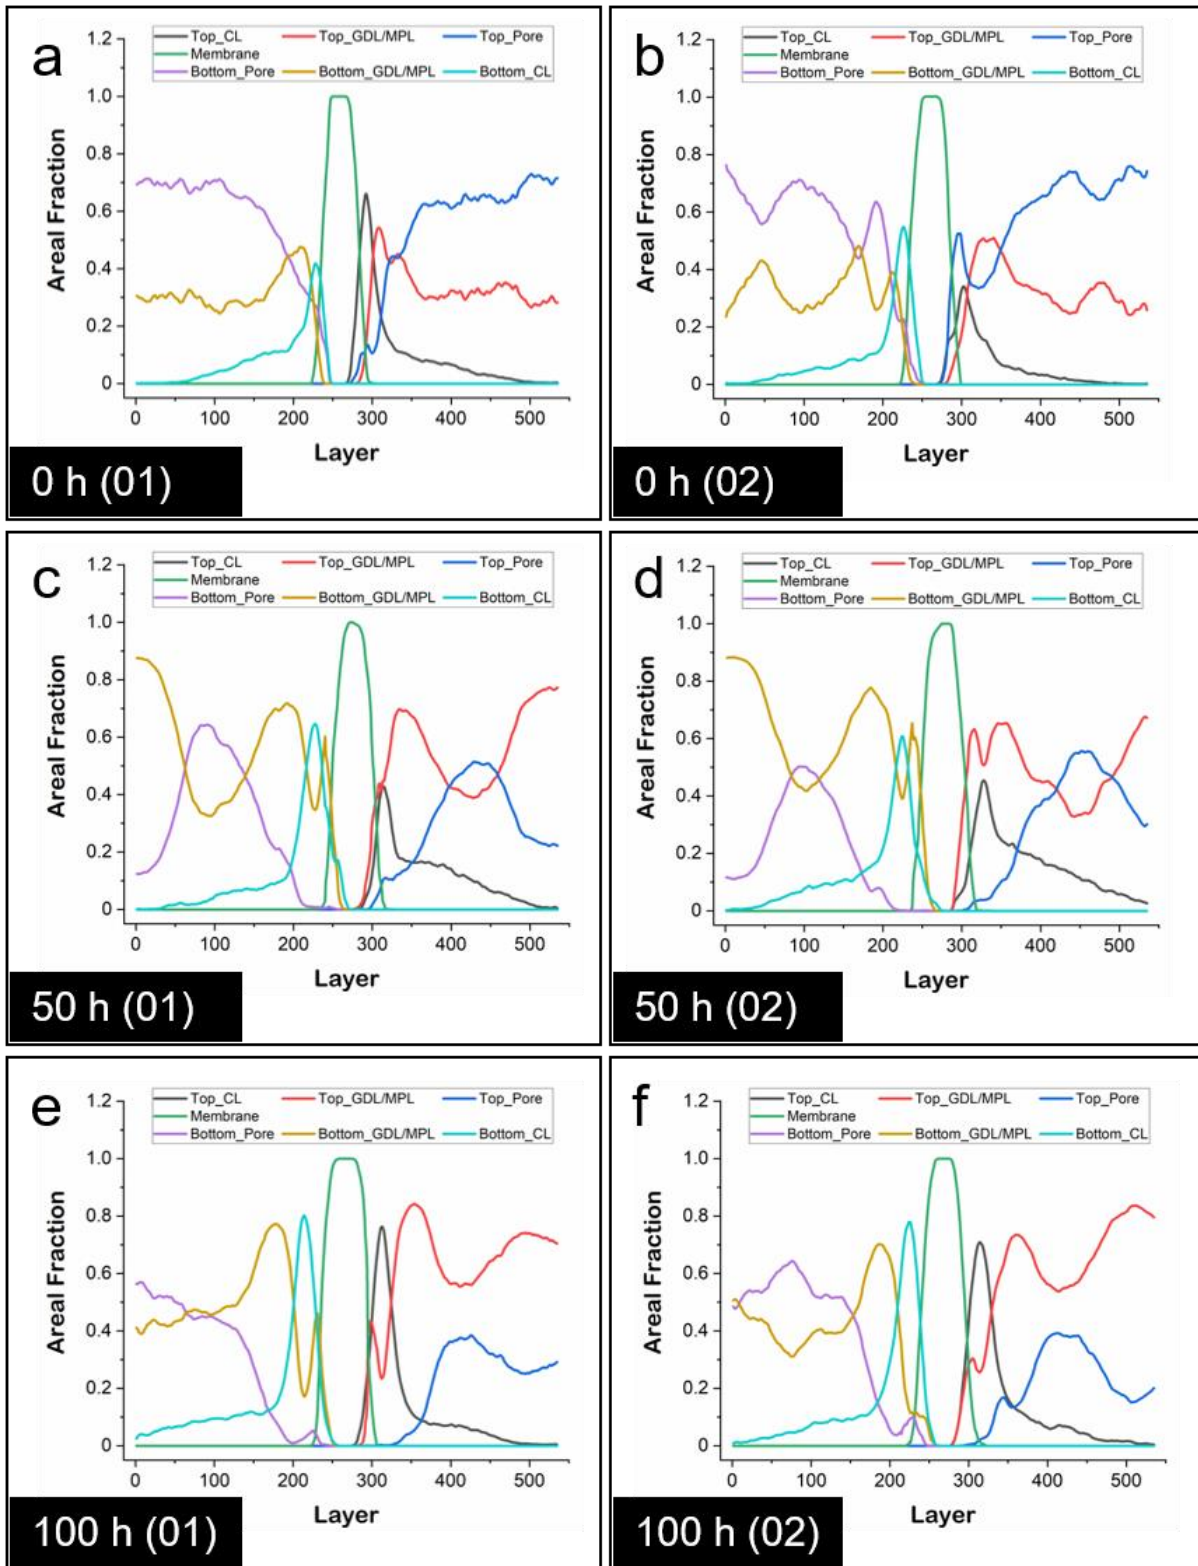 a
1.2
Top_CL Top_GDL/MPL Top_Pore
Membrane
Bottom_Pore Bottom_GDL/MPL Bottom_CL
1.0
0.8
0.6
0.4
0.2
0
Areal Fraction
0 100 200 300 400 500
Layer
0 h (01)
b
1.2
Top_CL Top_GDL/MPL Top_Pore
Membrane
Bottom_Pore Bottom_GDL/MPL Bottom_CL
1.0
0.8
0.6
0.4
0.2
0
Areal Fraction
0 100 200 300 400 500
Layer
0 h (02)
c
1.2
Top_CL Top_GDL/MPL Top_Pore
Membrane
Bottom_Pore Bottom_GDL/MPL Bottom_CL
1.0
0.8
0.6
0.4
0.2
0
Areal Fraction
0 100 200 300 400 500
Layer
50 h (01)
d
1.2
Top_CL Top_GDL/MPL Top_Pore
Membrane
Bottom_Pore Bottom_GDL/MPL Bottom_CL
1.0
0.8
0.6
0.4
0.2
0
Areal Fraction
0 100 200 300 400 500
Layer
50 h (02)
e
1.2
Top_CL Top_GDL/MPL Top_Pore
Membrane
Bottom_Pore Bottom_GDL/MPL Bottom_CL
1.0
0.8
0.6
0.4
0.2
0
Areal Fraction
0 100 200 300 400 500
Layer
100 h (01)
f
1.2
Top_CL Top_GDL/MPL Top_Pore
Membrane
Bottom_Pore Bottom_GDL/MPL Bottom_CL
1.0
0.8
0.6
0.4
0.2
0
Areal Fraction
0 100 200 300 400 500
Layer
100 h (02)